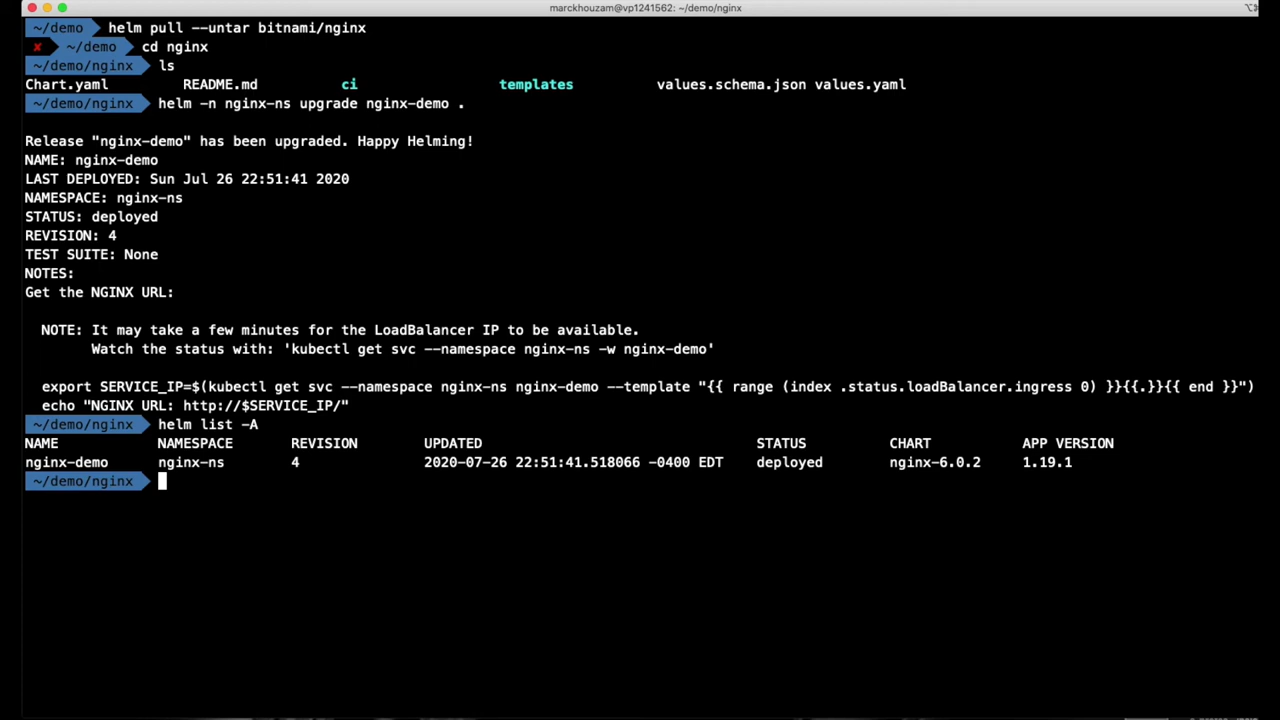 marckhouzam@vp1241562: ~/demo/nginx
~/demo helm pull --untar bitnami/nginx
✘ ~/demo cd nginx
~/demo/nginx ls
Chart.yaml README.md ci templates values.schema.json values.yaml
~/demo/nginx helm -n nginx-ns upgrade nginx-demo .
Release "nginx-demo" has been upgraded. Happy Helming!
NAME: nginx-demo
LAST DEPLOYED: Sun Jul 26 22:51:41 2020
NAMESPACE: nginx-ns
STATUS: deployed
REVISION: 4
TEST SUITE: None
NOTES:
Get the NGINX URL:
NOTE: It may take a few minutes for the LoadBalancer IP to be available.
Watch the status with: 'kubectl get svc --namespace nginx-ns -w nginx-demo'
export SERVICE_IP=$(kubectl get svc --namespace nginx-ns nginx-demo --template "{{ range (index .status.loadBalancer.ingress 0) }}{{.}}{{ end }}")
echo "NGINX URL: http://$SERVICE_IP/"
~/demo/nginx helm list -A
NAME NAMESPACE REVISION UPDATED STATUS CHART APP VERSION
nginx-demo nginx-ns 4 2020-07-26 22:51:41.518066 -0400 EDT deployed nginx-6.0.2 1.19.1
~/demo/nginx